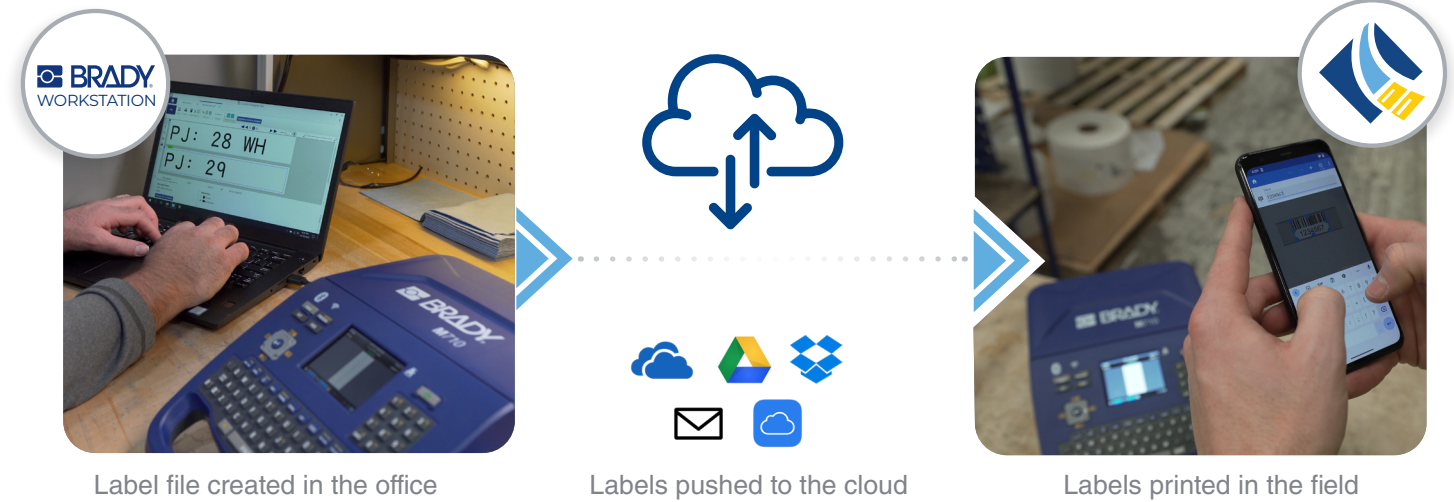 BRADY
WORKSTATION
PJ: 28 WH
PJ: 29
BRADY
M710
1234567
BRADY
M710
Label file created in the office
Labels pushed to the cloud
Labels printed in the field